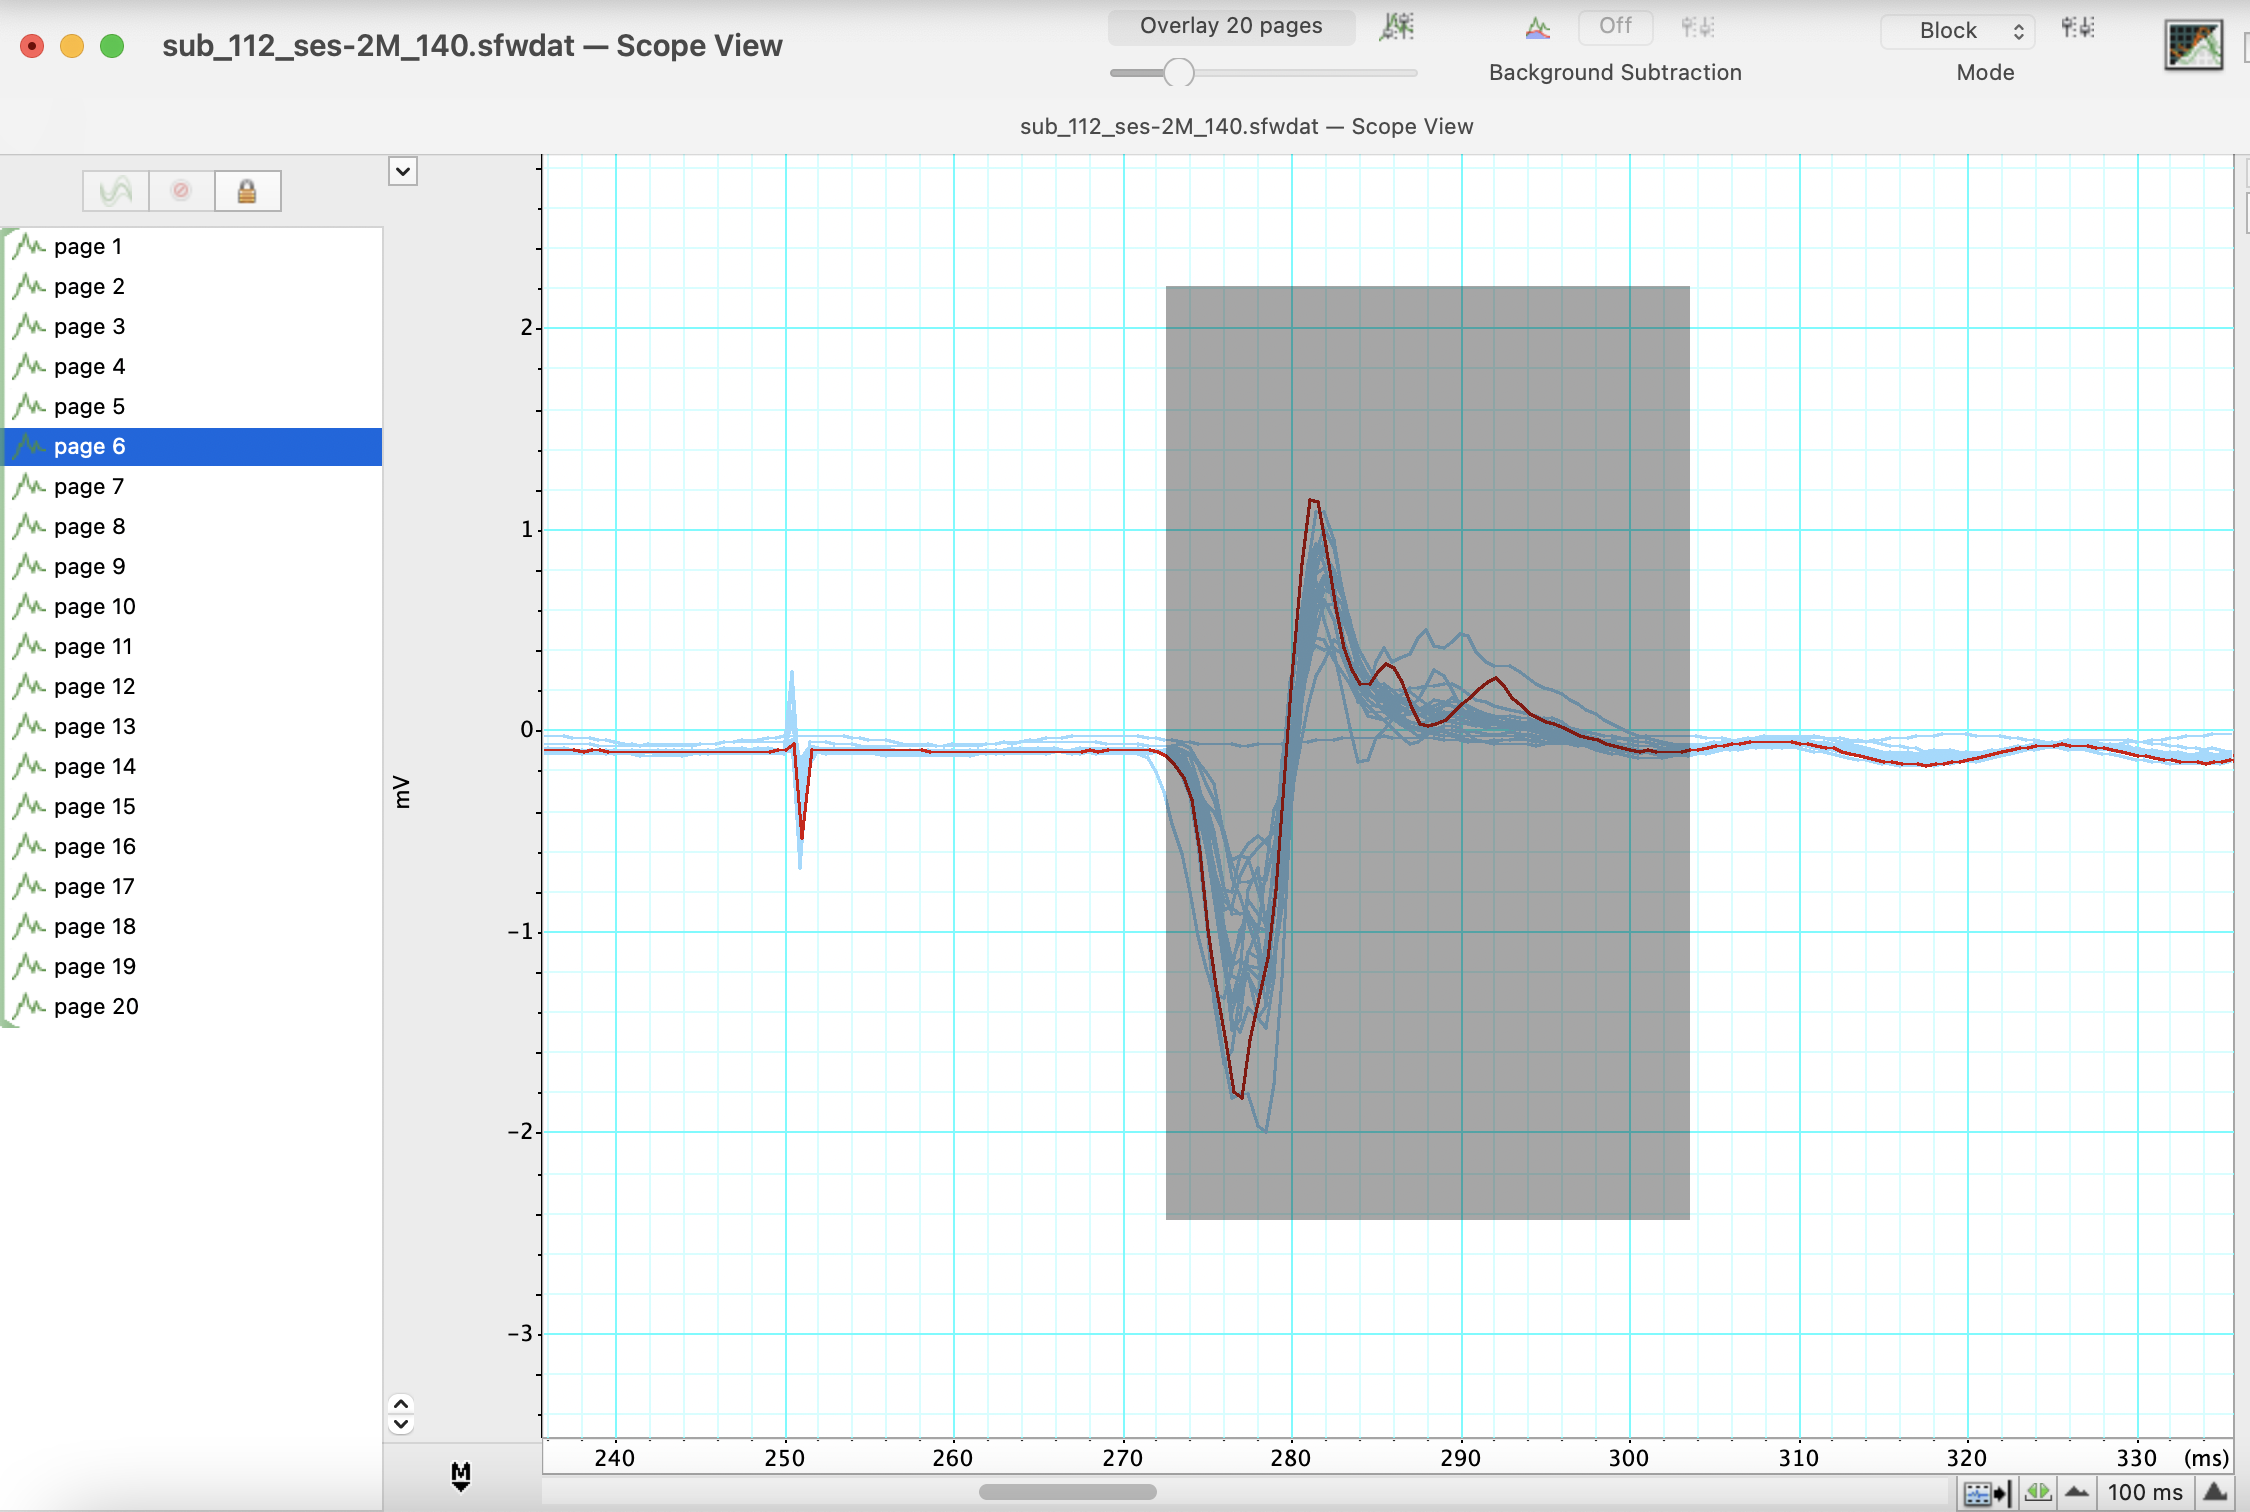 sub_112_ses-2M_140.sfwdat — Scope View
Overlay 20 pages
Off
Background Subtraction
Block
Mode
sub_112_ses-2M_140.sfwdat — Scope View
page 1
page 2
page 3
page 4
page 5
page 6
page 7
page 8
page 9
page 10
page 11
page 12
page 13
page 14
page 15
page 16
page 17
page 18
page 19
page 20
mV
2
1
0
-1
-2
-3
M
240 250 260 270 280 290 300 310 320 330 (ms)
100 ms